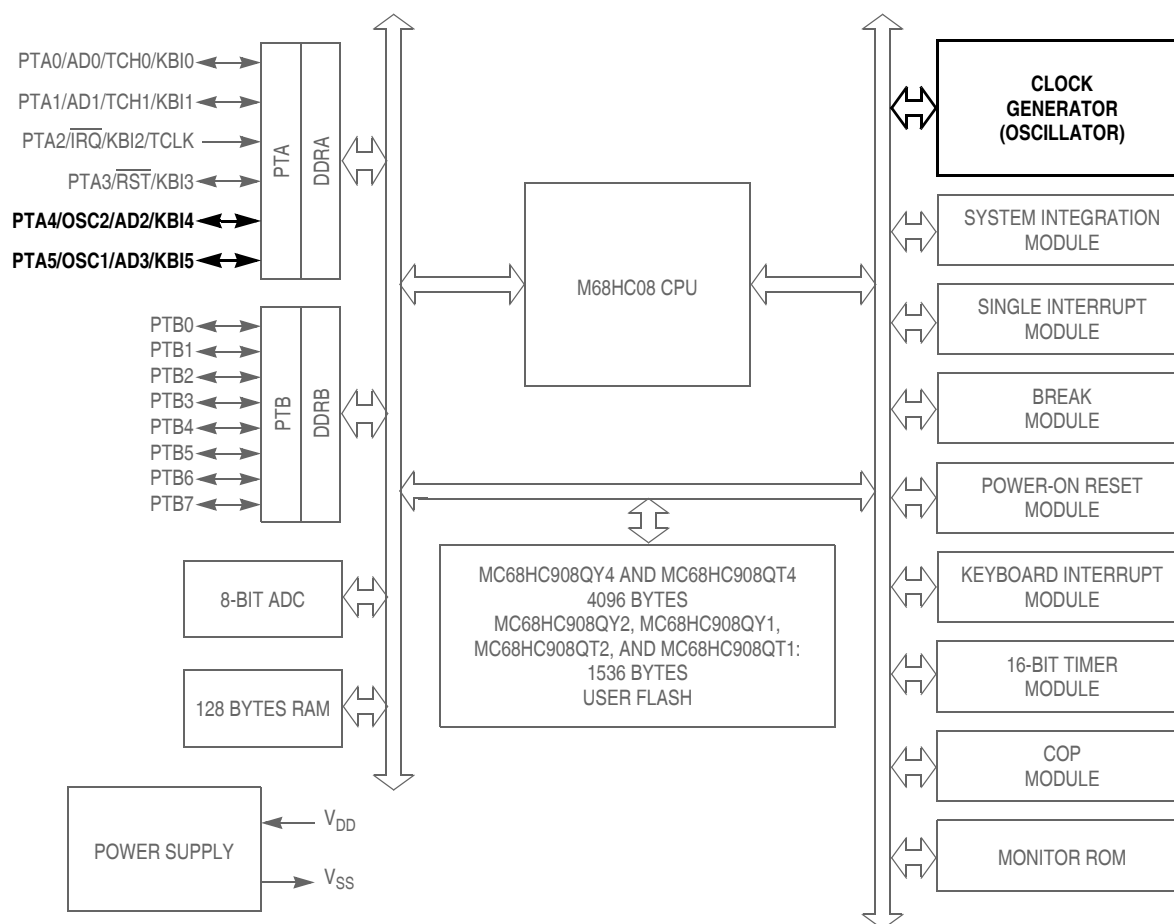 PTA0/AD0/TCH0/KBI0
PTA1/AD1/TCH1/KBI1
PTA2/I̅R̅Q̅/KBI2/TCLK
PTA3/R̅S̅T̅/KBI3
PTA4/OSC2/AD2/KBI4
PTA5/OSC1/AD3/KBI5
PTA
DDRA
PTB0
PTB1
PTB2
PTB3
PTB4
PTB5
PTB6
PTB7
PTB
DDRB
8-BIT ADC
128 BYTES RAM
POWER SUPPLY
V_DD
V_SS
M68HC08 CPU
MC68HC908QY4 AND MC68HC908QT4
4096 BYTES
MC68HC908QY2, MC68HC908QY1,
MC68HC908QT2, AND MC68HC908QT1:
1536 BYTES
USER FLASH
CLOCK
GENERATOR
(OSCILLATOR)
SYSTEM INTEGRATION
MODULE
SINGLE INTERRUPT
MODULE
BREAK
MODULE
POWER-ON RESET
MODULE
KEYBOARD INTERRUPT
MODULE
16-BIT TIMER
MODULE
COP
MODULE
MONITOR ROM